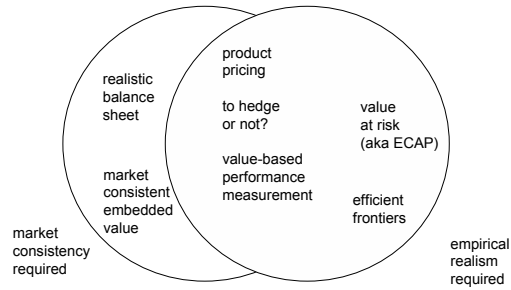 product
pricing
realistic
balance
sheet
to hedge
or not?
value
at risk
(aka ECAP)
value-based
performance
measurement
market
consistent
embedded
value
efficient
frontiers
market
consistency
required
empirical
realism
required